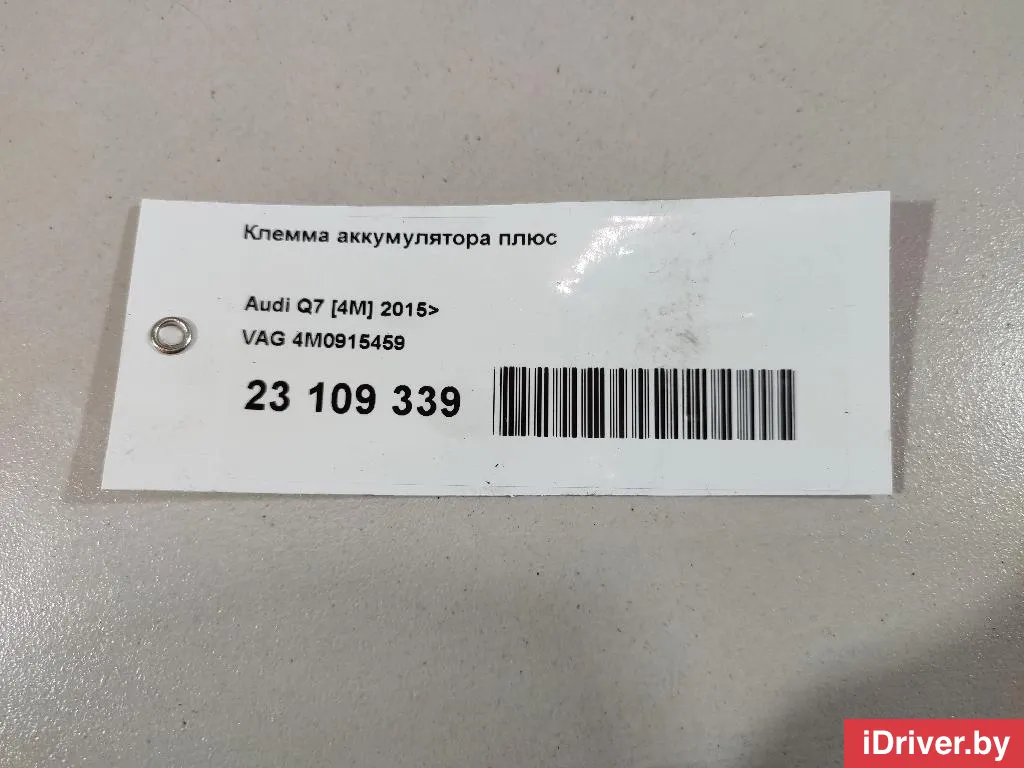 Клемма аккумулятора плюс
Audi Q7 [4M] 2015>
VAG 4M0915459
23 109 339
iDriver.by